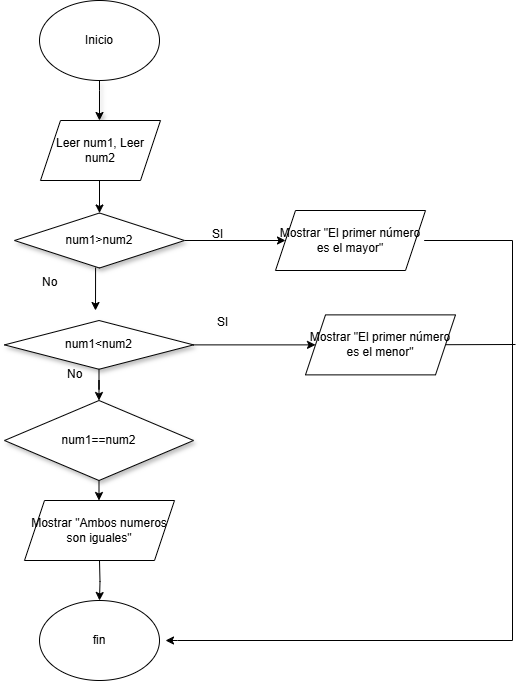 Inicio
Leer num1, Leer
num2
num1>num2
SI
Mostrar "El primer número
es el mayor"
No
SI
num1<num2
Mostrar "El primer número
es el menor"
No
num1==num2
Mostrar "Ambos numeros
son iguales"
fin